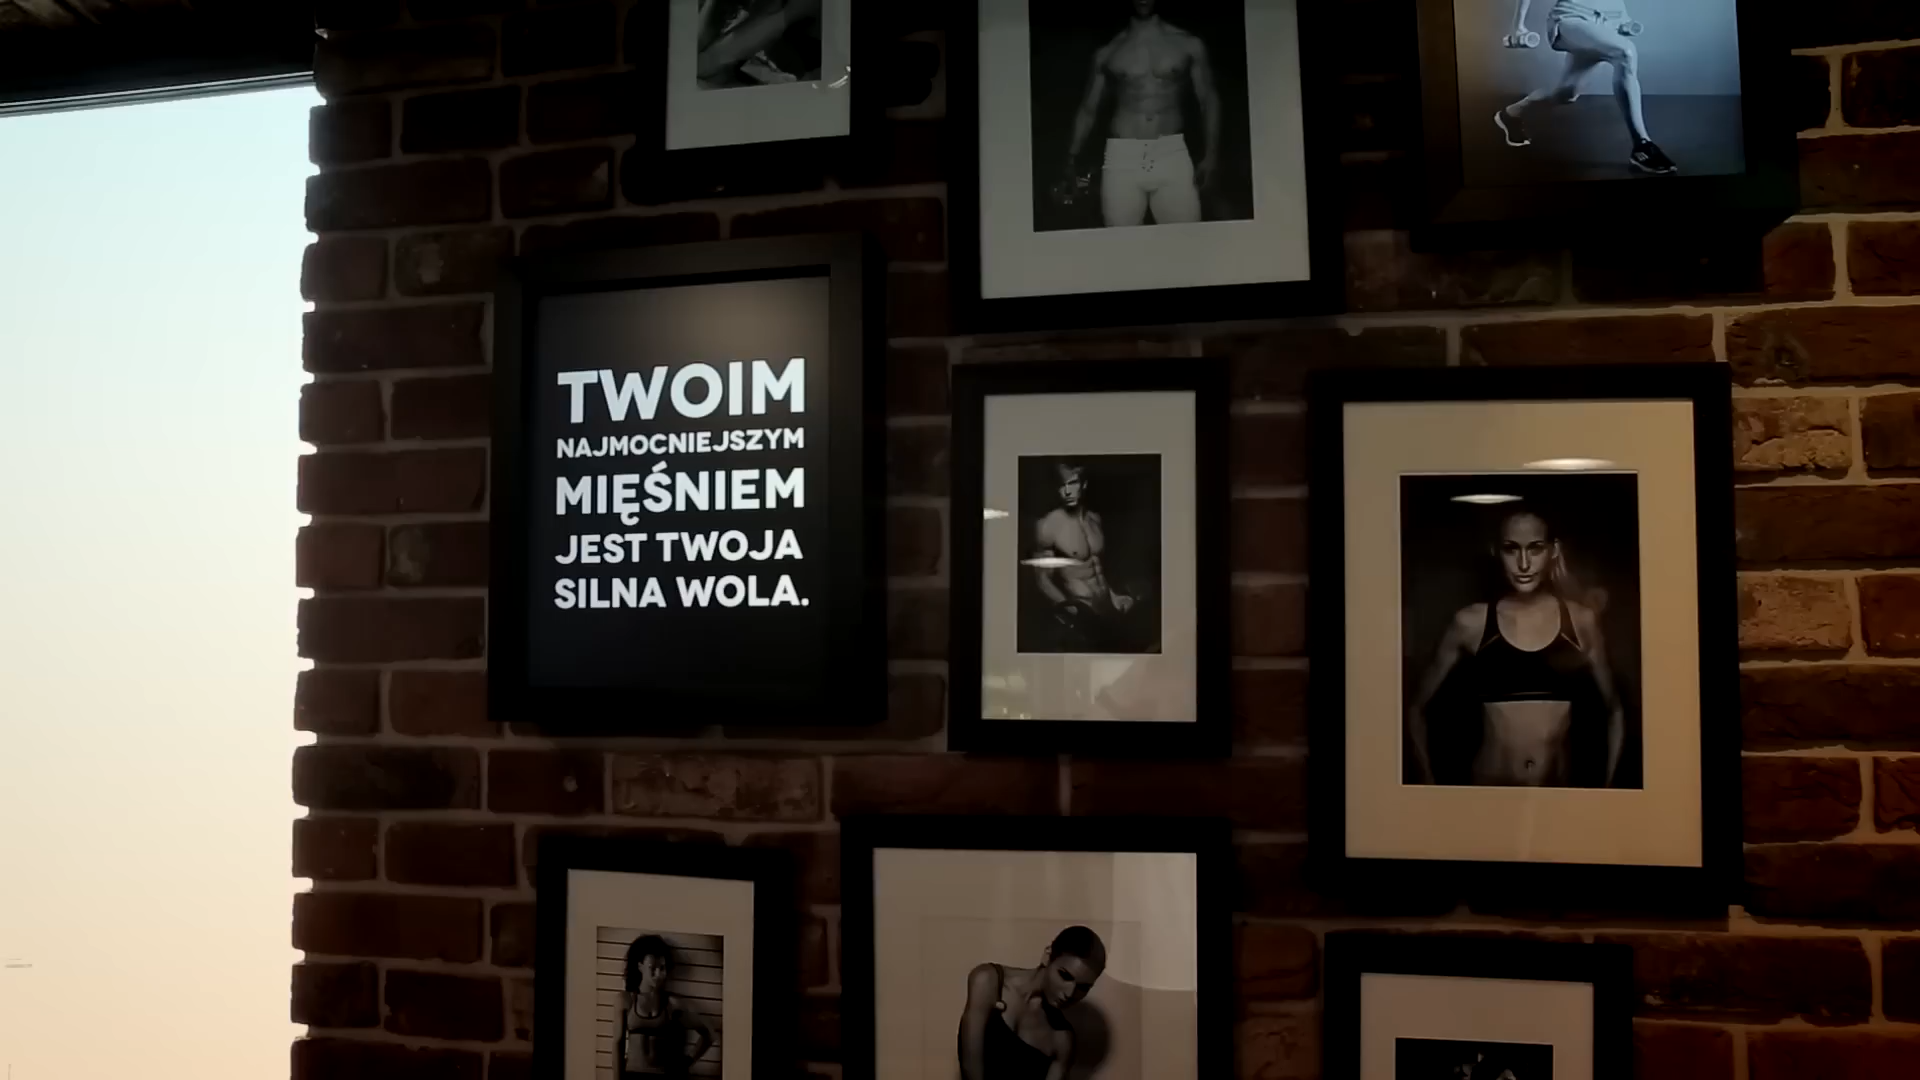 TWOIM
NAJMOCNIEJSZYM
MIĘŚNIEM
JEST TWOJA
SILNA WOLA.